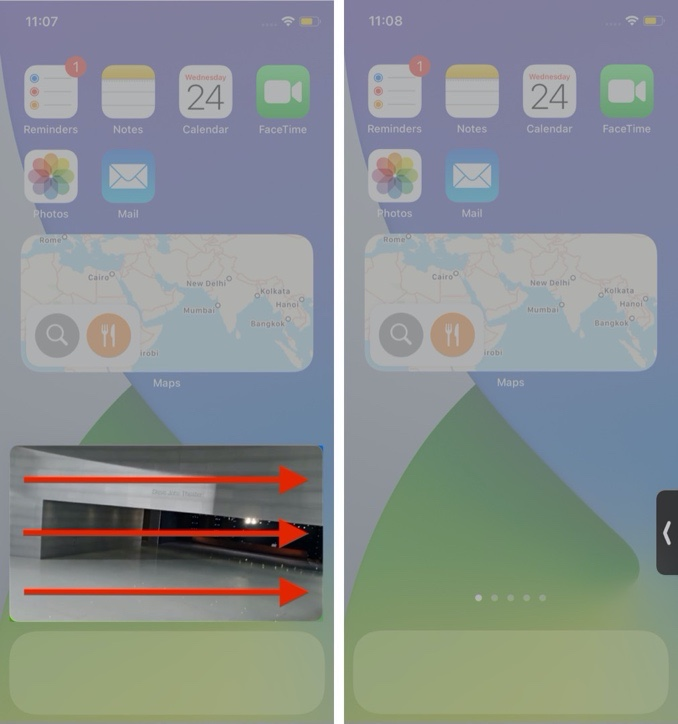 11:07
1
Wednesday
24
Reminders
Notes
Calendar
FaceTime
Photos
Mail
Rome
Cairo
New Delhi
Kolkata
Mumbai
Hanoi
Bangkok
irobi
Maps
11:08
1
Wednesday
24
Reminders
Notes
Calendar
FaceTime
Photos
Mail
Rome
Cairo
New Delhi
Kolkata
Mumbai
Hanoi
Bangkok
irobi
Maps